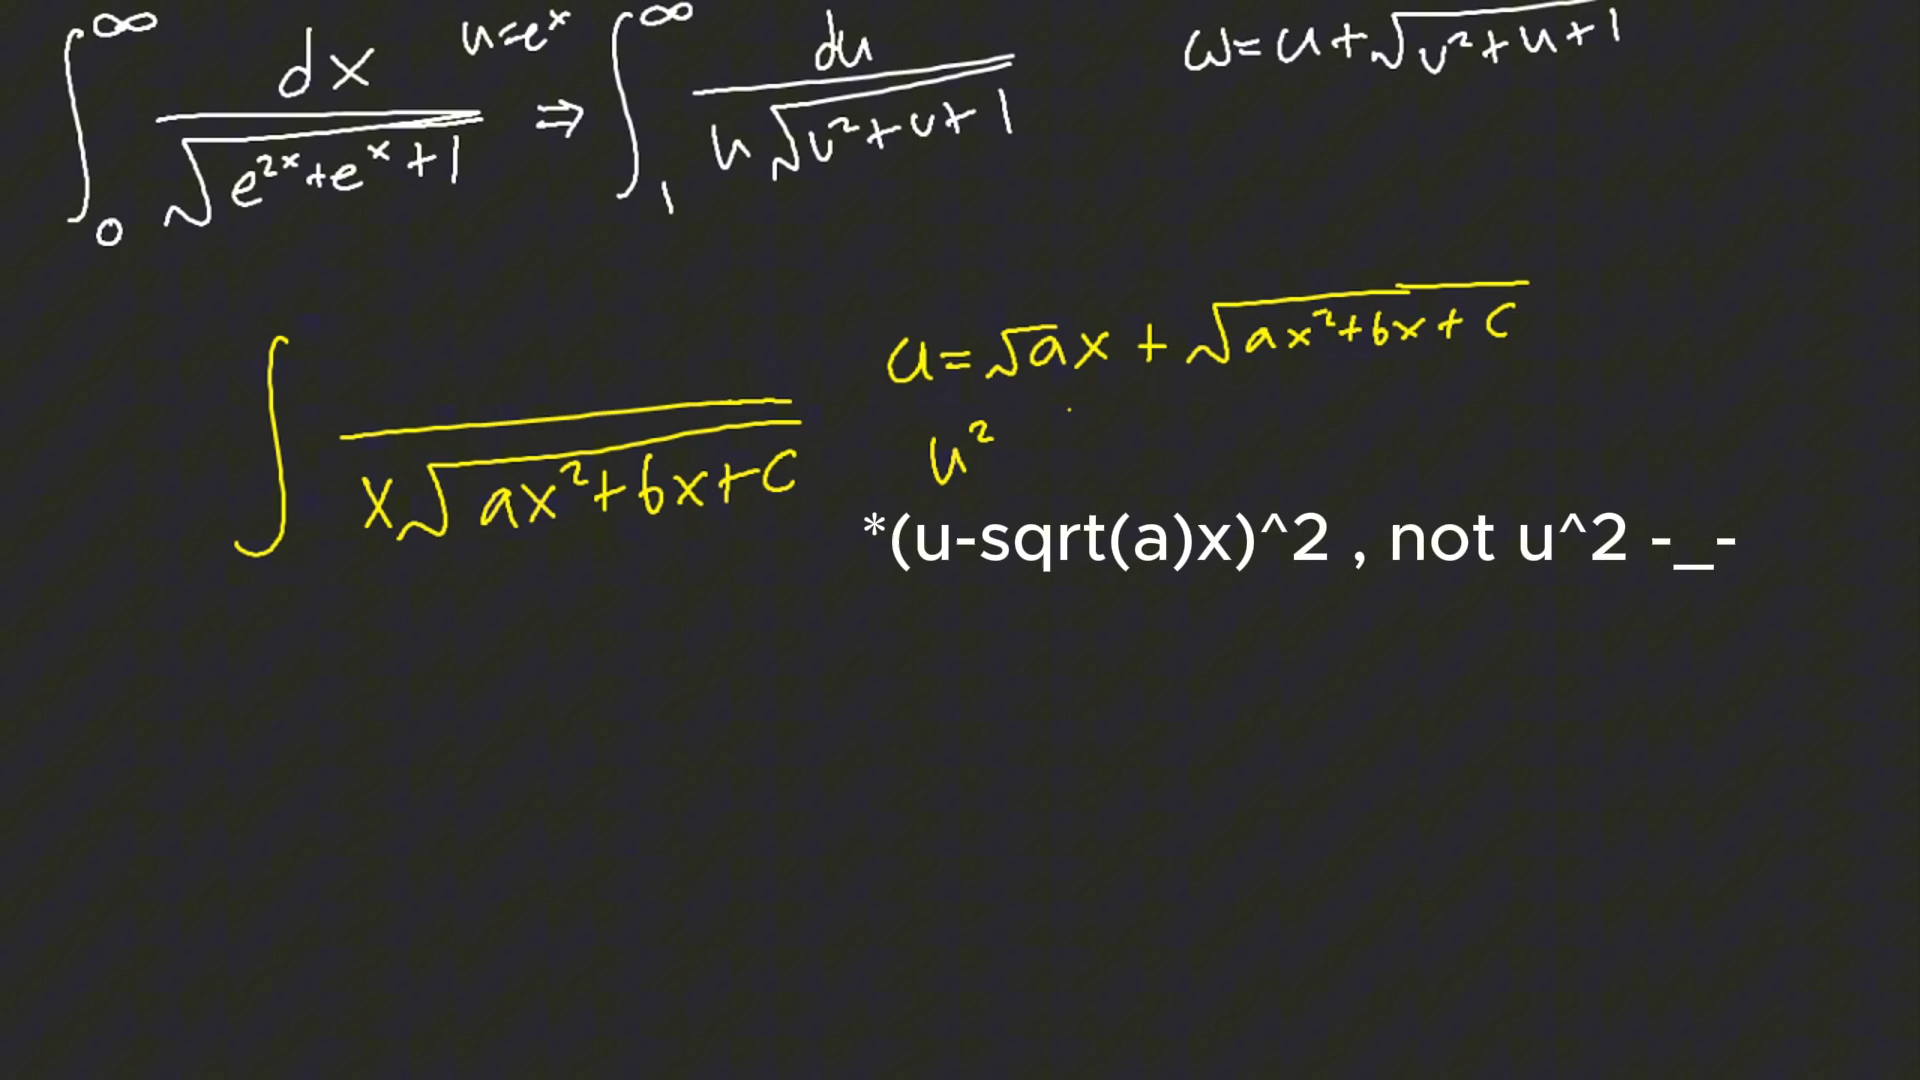 ∫₀^∞ dx / √(e^{2x}+e^x+1) u=e^x ⇒ ∫₁^∞ du / (u√(u²+u+1)) ω=u+√(u²+u+1)
∫ / (x√(ax²+bx+c)) u=√a x + √(ax²+bx+c)
u²
*(u-sqrt(a)x)^2 , not u^2 -_-